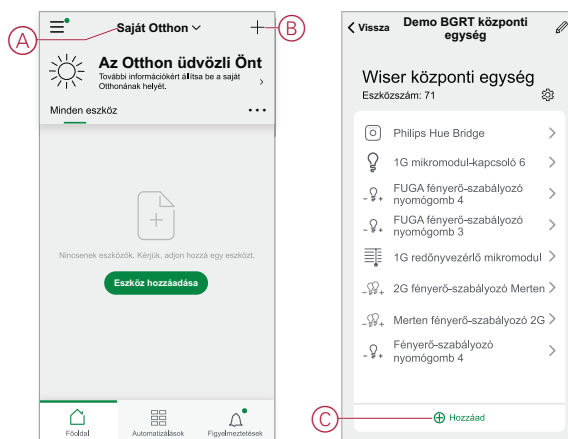 A
Saját Otthon
B
Az Otthon üdvözli Önt
További információkért állítsa be a saját
Otthonának helyét.
Minden eszköz
Nincsenek eszközök. Kérjük, adjon hozzá egy eszközt.
Eszköz hozzáadása
Főoldal
Automatizálások
Figyelmeztetések
Vissza
Demo BGRT központi
egység
Wiser központi egység
Eszközszám: 71
Philips Hue Bridge
1G mikromodul-kapcsoló 6
FUGA fényerő-szabályozó
nyomógomb 4
FUGA fényerő-szabályozó
nyomógomb 3
1G redőnyvezérlő mikromodul
2G fényerő-szabályozó Merten
Merten fényerő-szabályozó 2G
Fényerő-szabályozó
nyomógomb 4
C
Hozzáad